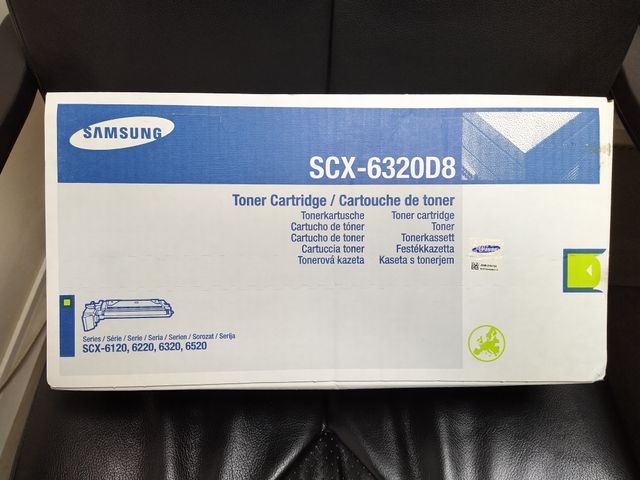 SAMSUNG
SCX-6320D8
Toner Cartridge / Cartouche de toner
Tonerkartusche Toner cartridge
Cartucho de tóner Toner
Cartucho de toner Tonerkassett
Cartuccia toner Festékkazetta
Tonerová kazeta Kaseta s tonerjem
Series / Série / Serie / Seria / Serien / Sorozat / Serija
SCX-6120, 6220, 6320, 6520